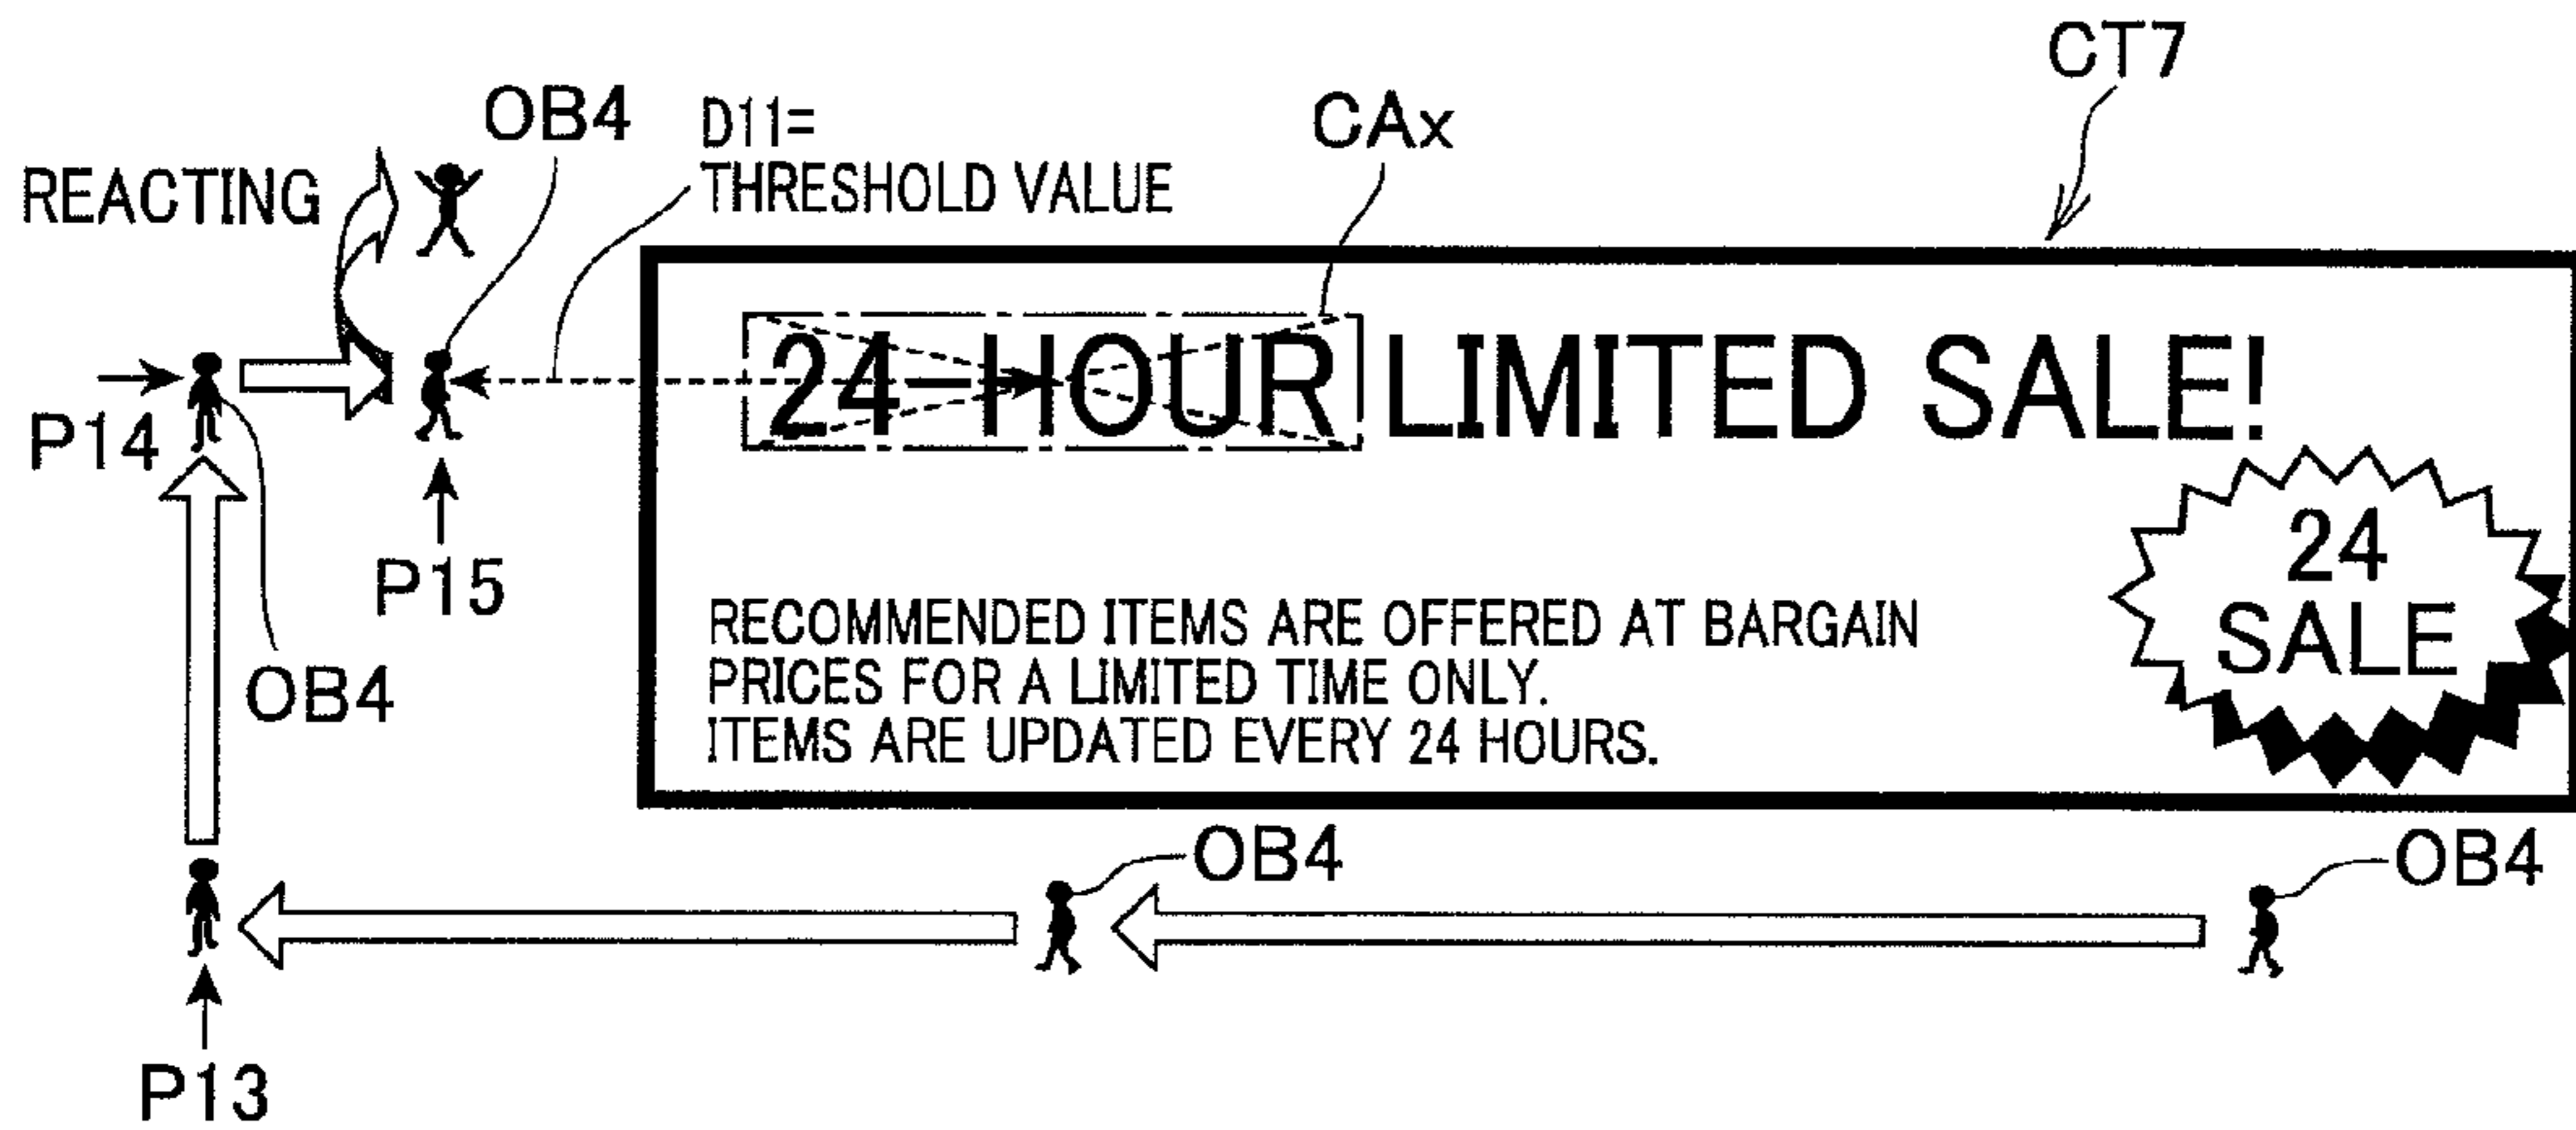 CT7
OB4
D11=
THRESHOLD VALUE
CAx
REACTING
24-HOUR LIMITED SALE!
P14
P15
24
SALE
RECOMMENDED ITEMS ARE OFFERED AT BARGAIN
PRICES FOR A LIMITED TIME ONLY.
ITEMS ARE UPDATED EVERY 24 HOURS.
OB4
OB4
OB4
P13